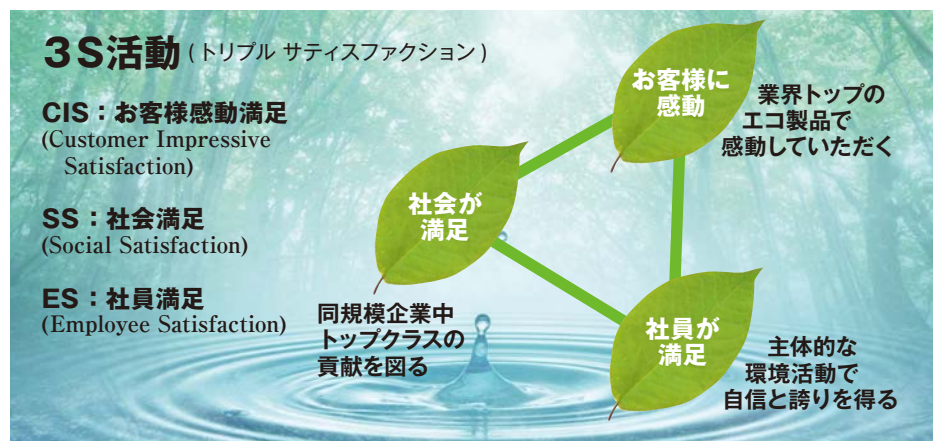 3S活動 ( トリプル サティスファクション )
CIS：お客様感動満足
(Customer Impressive
Satisfaction)
SS：社会満足
(Social Satisfaction)
ES：社員満足
(Employee Satisfaction)
お客様に
感動
業界トップの
エコ製品で
感動していただく
社会が
満足
同規模企業中
トップクラスの
貢献を図る
社員が
満足
主体的な
環境活動で
自信と誇りを得る